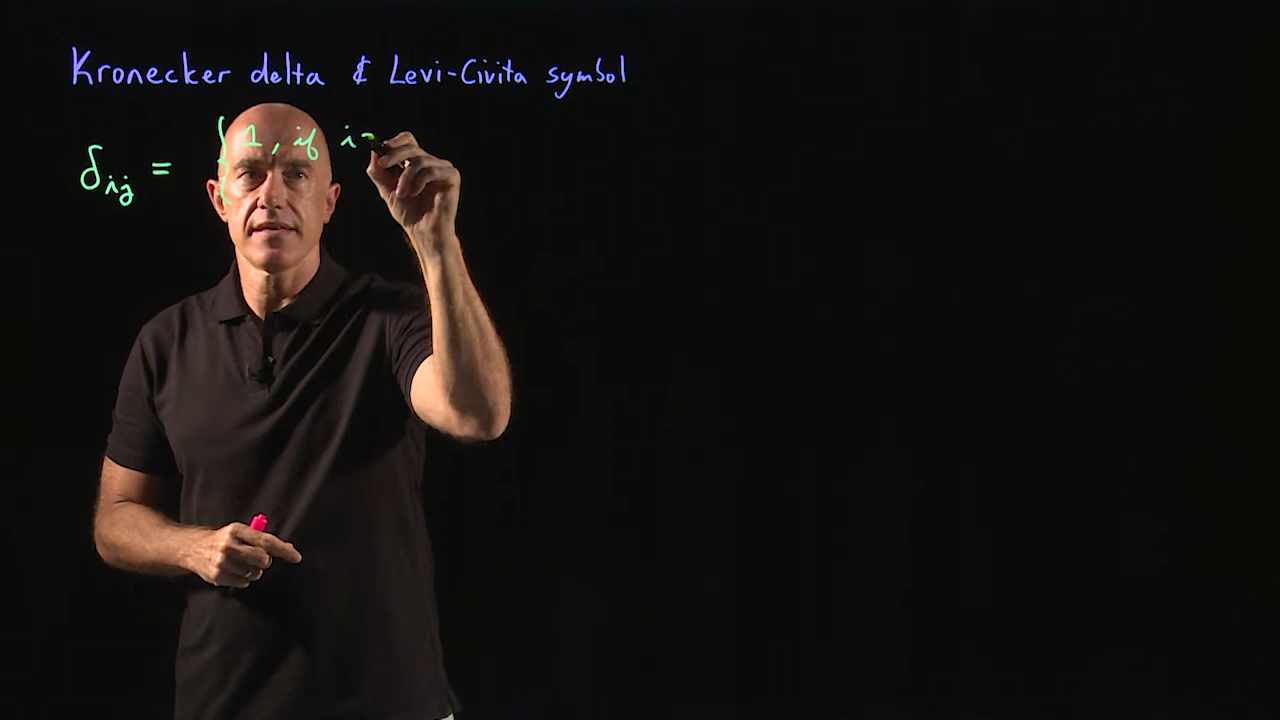 Kronecker delta & Levi-Civita symbol
δij = { 1, if i =